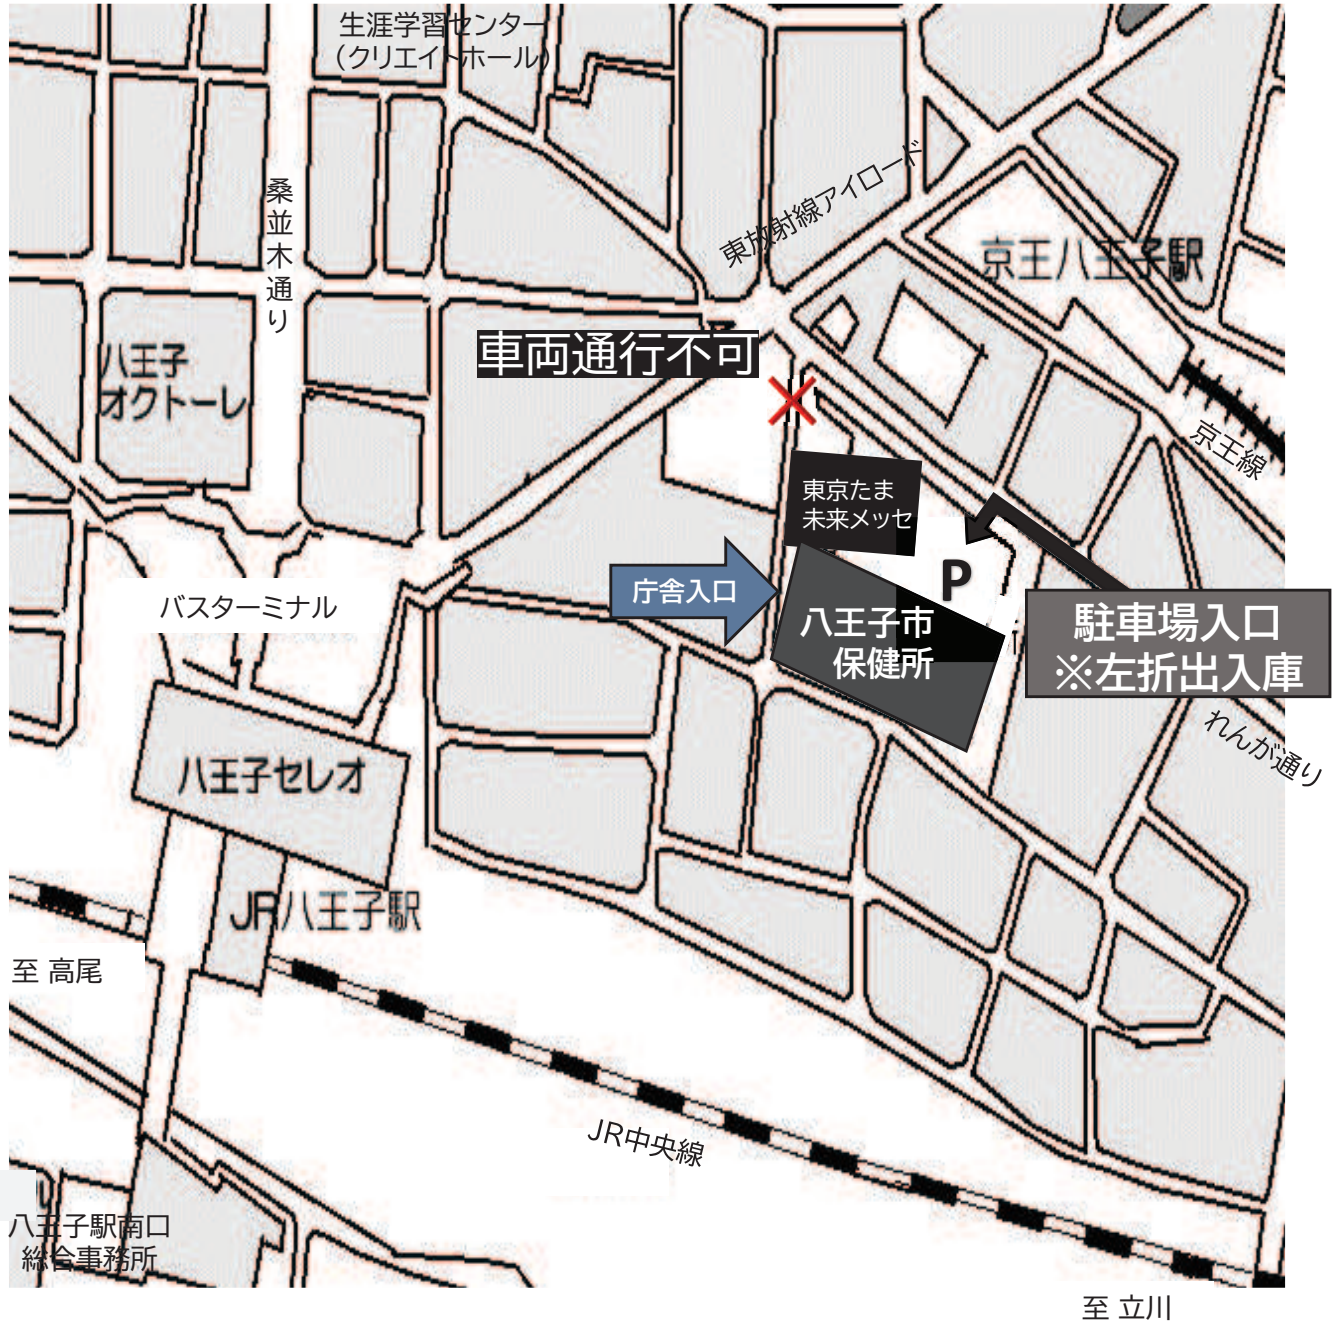 生涯学習センター
（クリエイトホール）
桑並木通り
東放射線アイロード
京王八王子駅
車両通行不可
八王子
オクトーレ
京王線
東京たま
未来メッセ
P
庁舎入口
バスターミナル
八王子市
保健所
駐車場入口
※左折出入庫
れんが通り
八王子セレオ
JR八王子駅
至 高尾
JR中央線
八王子駅南口
総合事務所
至 立川